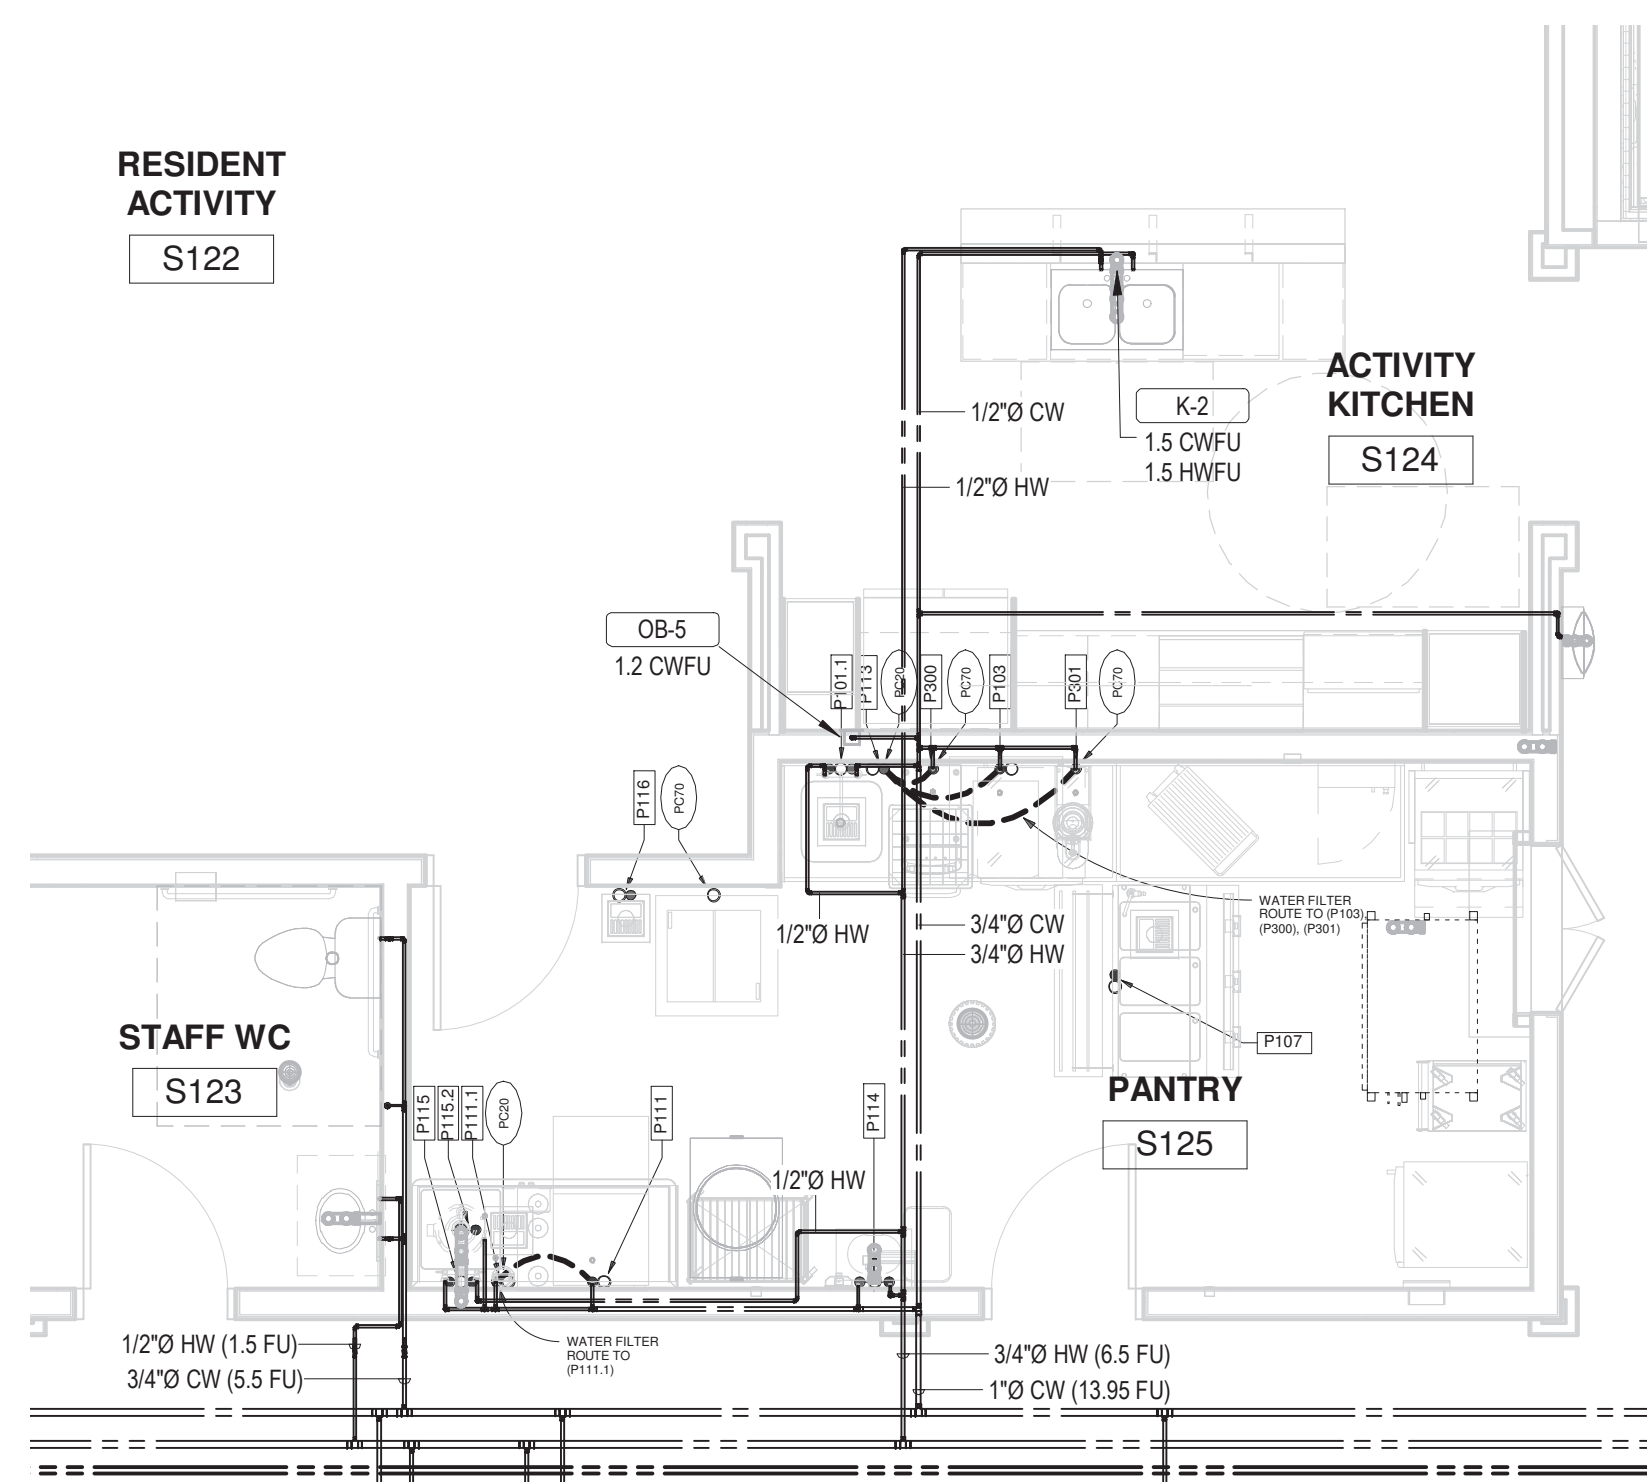 RESIDENT
ACTIVITY
S122
ACTIVITY
KITCHEN
S124
K-2
1.5 CWFU
1.5 HWFU
1/2"Ø CW
1/2"Ø HW
OB-5
1.2 CWFU
P101.1
P113
PC20
P300
PC70
P103
P301
PC70
P116
PC70
WATER FILTER
ROUTE TO (P103),
(P300), (P301)
1/2"Ø HW
3/4"Ø CW
3/4"Ø HW
STAFF WC
S123
P107
PANTRY
S125
P115
P115.2
P111.1
PC20
P111
P114
1/2"Ø HW
WATER FILTER
ROUTE TO
(P111.1)
1/2"Ø HW (1.5 FU)
3/4"Ø CW (5.5 FU)
3/4"Ø HW (6.5 FU)
1"Ø CW (13.95 FU)